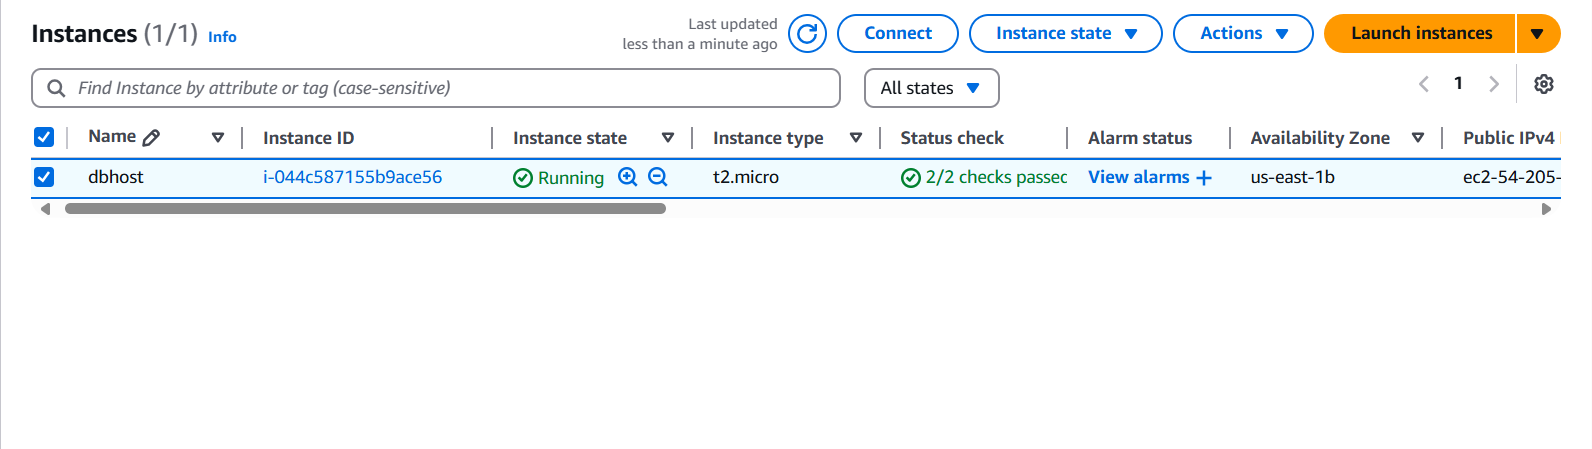 Instances (1/1) Info
Last updated
less than a minute ago
Connect
Instance state
Actions
Launch instances
Find Instance by attribute or tag (case-sensitive)
All states
1
Name Instance ID Instance state Instance type Status check Alarm status Availability Zone Public IPv4
dbhost i-044c587155b9ace56 Running t2.micro 2/2 checks passed View alarms + us-east-1b ec2-54-205-